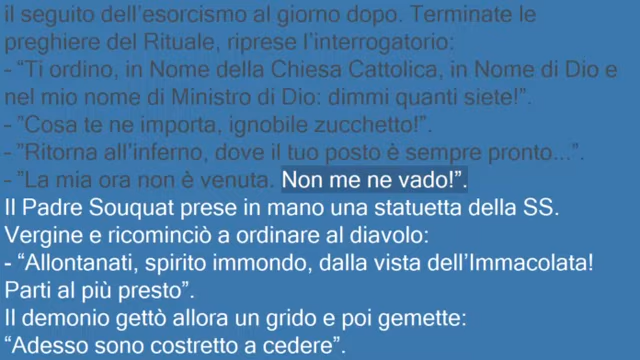 il seguito dell’esorcismo al giorno dopo. Terminate le
preghiere del Rituale, riprese l’interrogatorio:
- “Ti ordino, in Nome della Chiesa Cattolica, in Nome di Dio e
nel mio nome di Ministro di Dio: dimmi quanti siete!”.
- ”Cosa te ne importa, ignobile zucchetto!”.
- ”Ritorna all’inferno, dove il tuo posto è sempre pronto...”.
- ”La mia ora non è venuta. Non me ne vado!”.
Il Padre Souquat prese in mano una statuetta della SS.
Vergine e ricominciò a ordinare al diavolo:
- “Allontanati, spirito immondo, dalla vista dell’Immacolata!
Parti al più presto”.
Il demonio gettò allora un grido e poi gemette:
“Adesso sono costretto a cedere”.